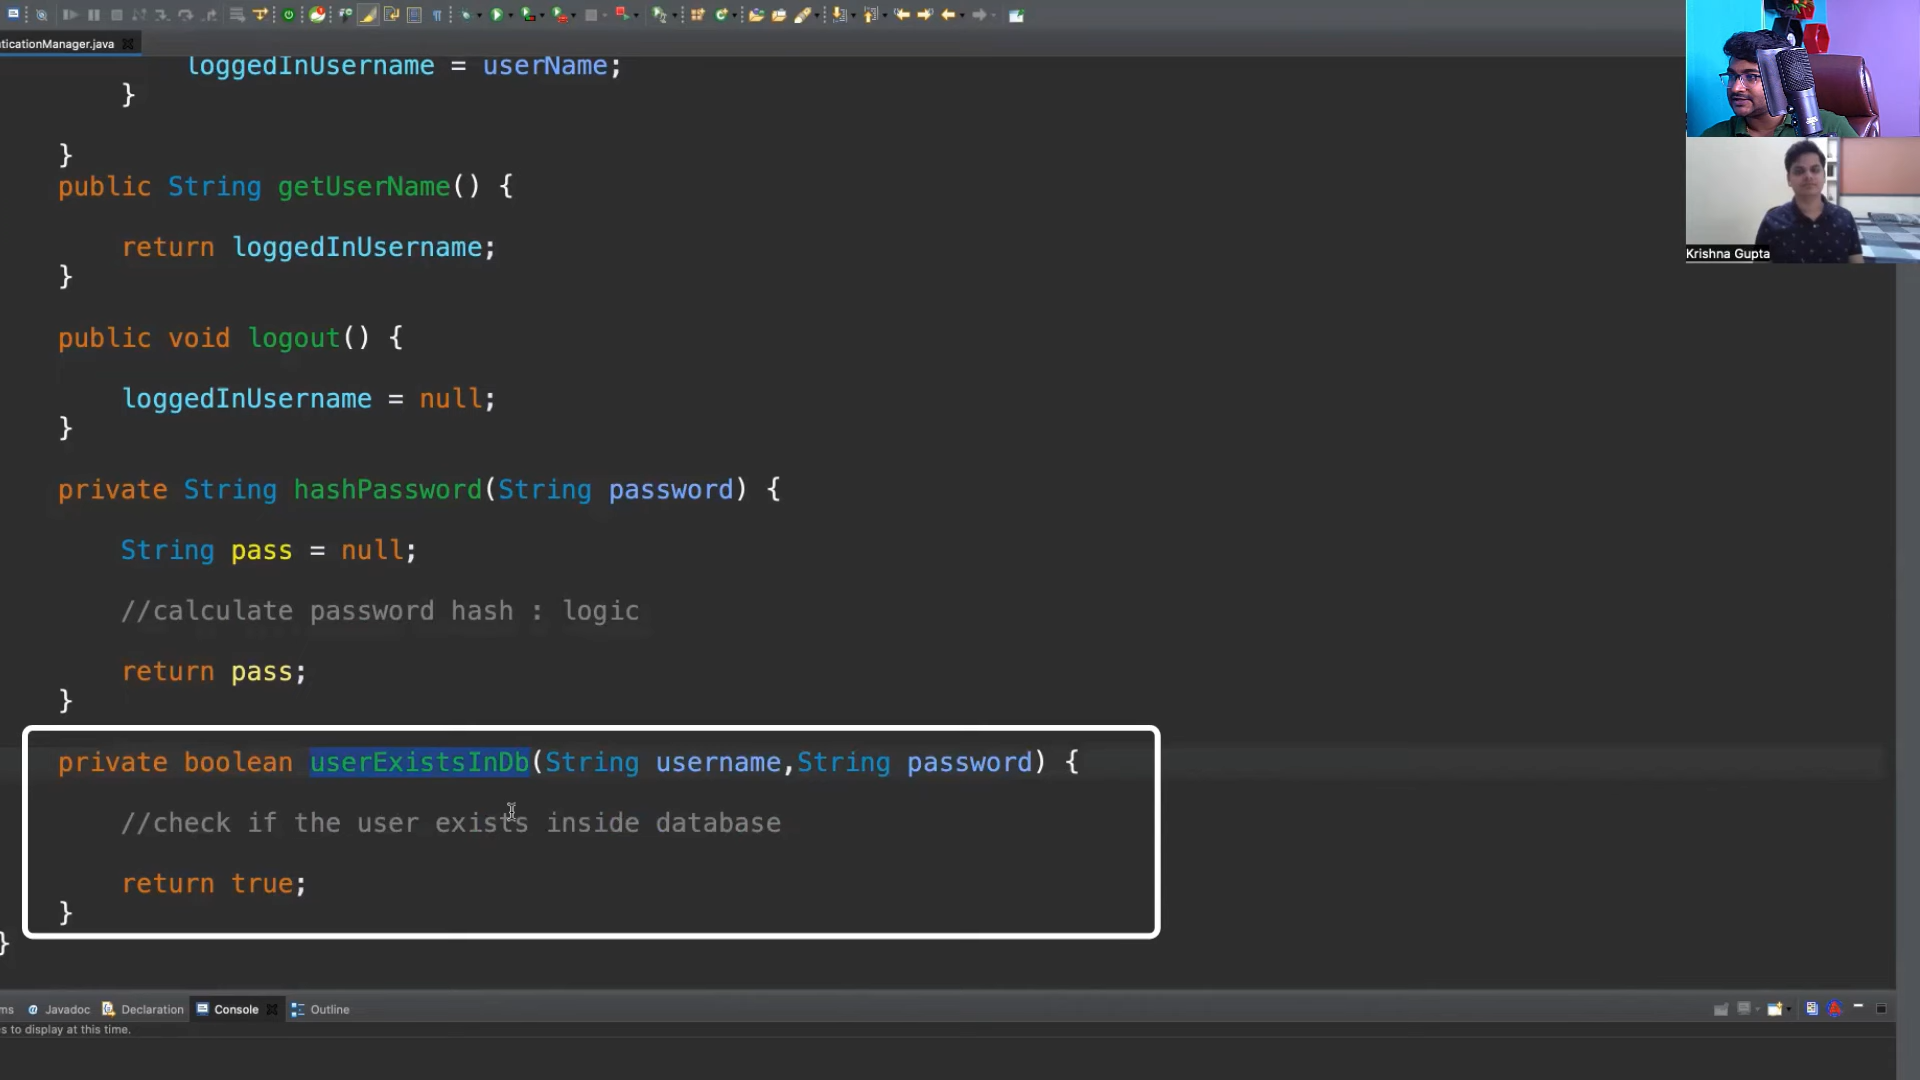 ticationManager.java
loggedInUsername = userName;
}
}
public String getUserName() {
return loggedInUsername;
}
public void logout() {
loggedInUsername = null;
}
private String hashPassword(String password) {
String pass = null;
//calculate password hash : logic
return pass;
}
private boolean userExistsInDb(String username,String password) {
//check if the user exists inside database
return true;
}
}
Krishna Gupta
ms Javadoc Declaration Console Outline
es to display at this time.